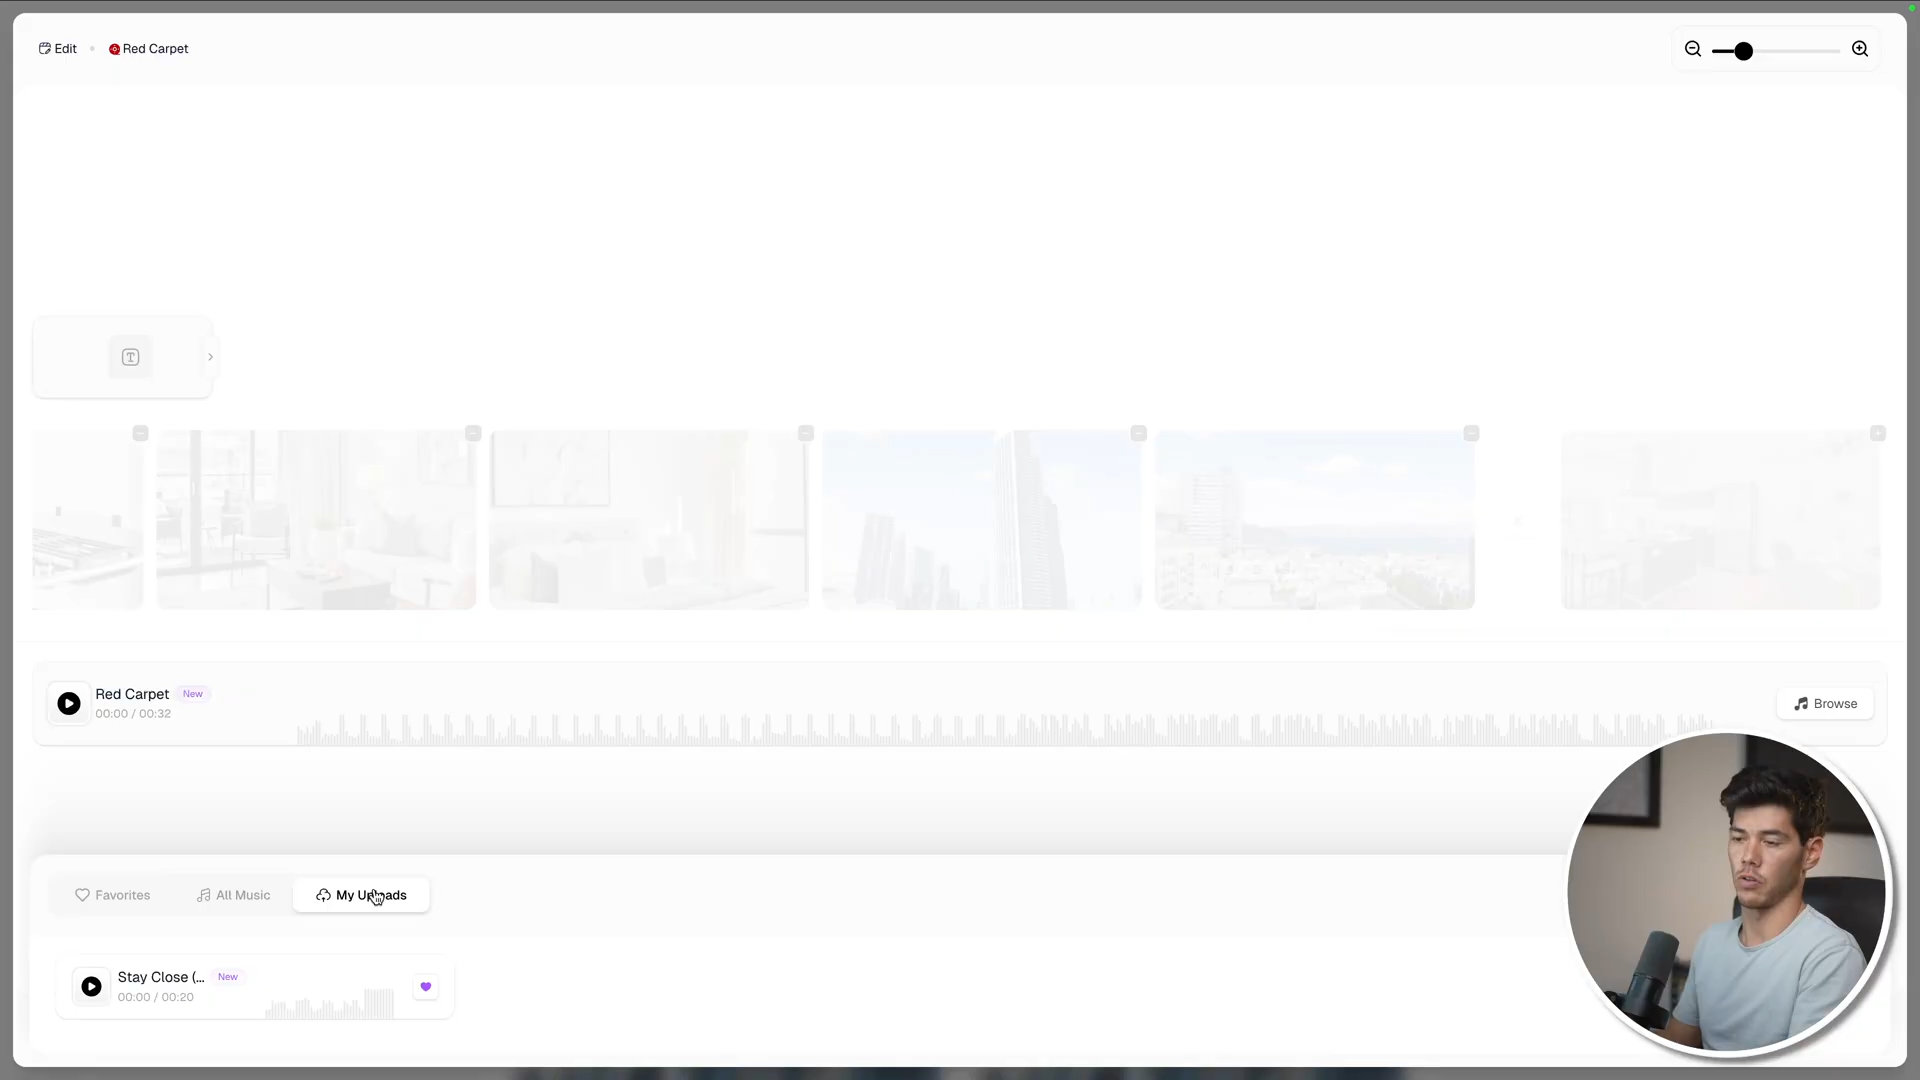 Edit
Red Carpet
Red Carpet New
00:00 / 00:32
Browse
Favorites
All Music
My Uploads
Stay Close (... New
00:00 / 00:20